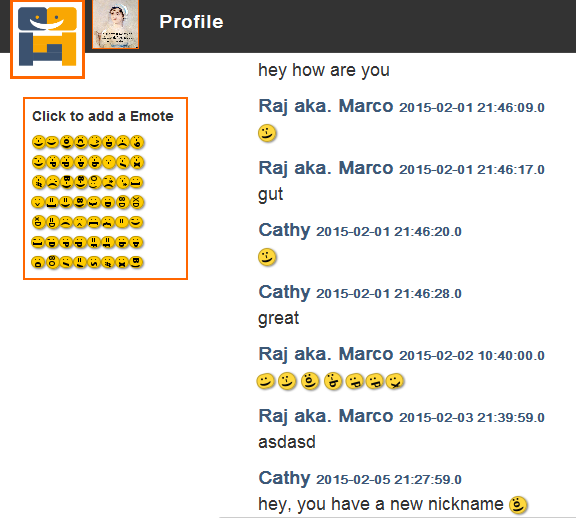 Profile
Click to add a Emote
hey how are you
Raj aka. Marco 2015-02-01 21:46:09.0
Raj aka. Marco 2015-02-01 21:46:17.0
gut
Cathy 2015-02-01 21:46:20.0
Cathy 2015-02-01 21:46:28.0
great
Raj aka. Marco 2015-02-02 10:40:00.0
Raj aka. Marco 2015-02-03 21:39:59.0
asdasd
Cathy 2015-02-05 21:27:59.0
hey, you have a new nickname